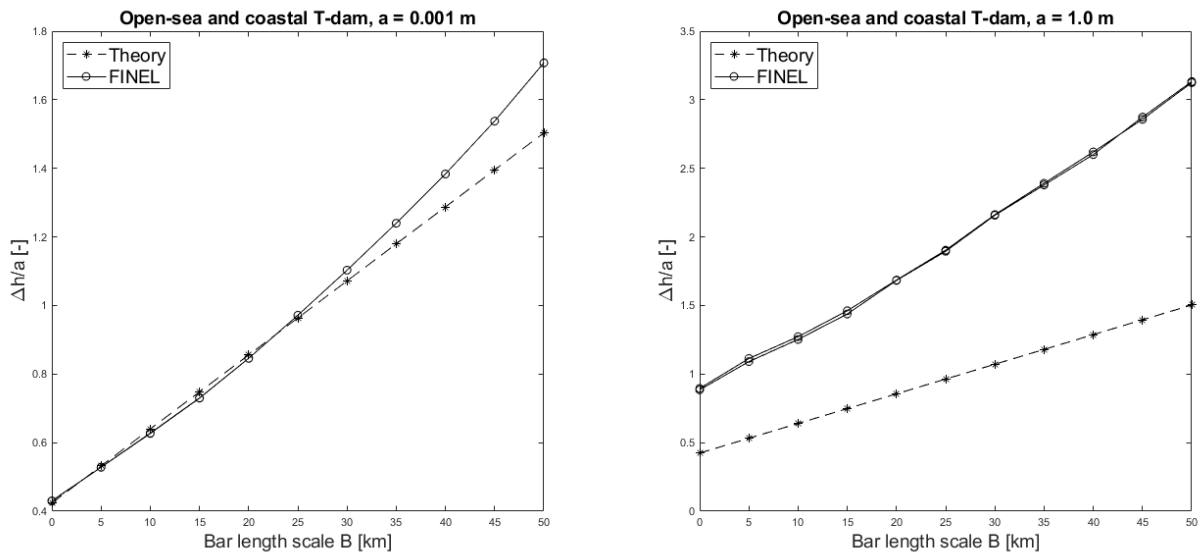 Open-sea and coastal T-dam, a = 0.001 m
1.8
1.6
1.4
1.2
1
0.8
0.6
0.4
Δh/a [-]
Theory
FINEL
0 5 10 15 20 25 30 35 40 45 50
Bar length scale B [km]
Open-sea and coastal T-dam, a = 1.0 m
3.5
3
2.5
2
1.5
1
0.5
0
Δh/a [-]
Theory
FINEL
0 5 10 15 20 25 30 35 40 45 50
Bar length scale B [km]